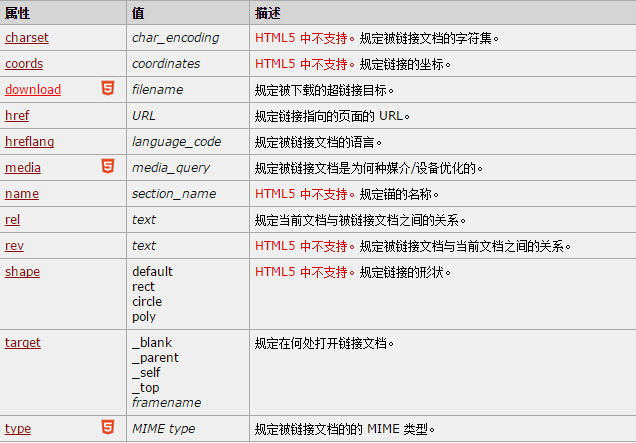 属性 值 描述
charset char_encoding HTML5 中不支持。规定被链接文档的字符集。
coords coordinates HTML5 中不支持。规定链接的坐标。
download 5 filename 规定被下载的超链接目标。
href URL 规定链接指向的页面的 URL。
hreflang language_code 规定被链接文档的语言。
media 5 media_query 规定被链接文档是为何种媒介/设备优化的。
name section_name HTML5 中不支持。规定锚的名称。
rel text 规定当前文档与被链接文档之间的关系。
rev text HTML5 中不支持。规定被链接文档与当前文档之间的关系。
shape default HTML5 中不支持。规定链接的形状。
rect
circle
poly
target _blank 规定在何处打开链接文档。
_parent
_self
_top
framename
type 5 MIME type 规定被链接文档的的 MIME 类型。